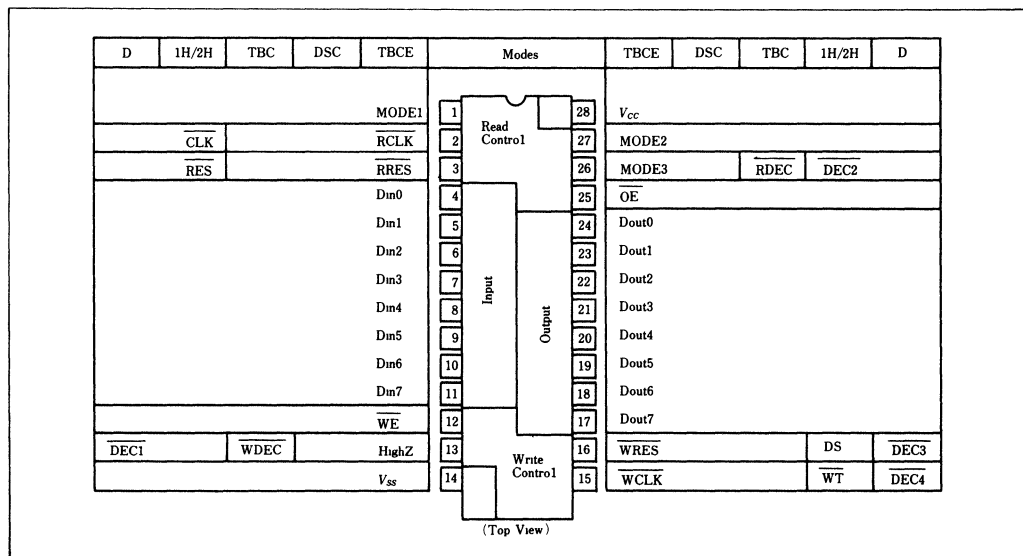 D 1H/2H TBC DSC TBCE Modes TBCE DSC TBC 1H/2H D
MODE1 1 28 Vcc
Read
Control
CLK RCLK 2 27 MODE2
RES RRES 3 26 MODE3 RDEC DEC2
Din0 4 25 OE
Din1 5 24 Dout0
Din2 6 23 Dout1
Din3 7 22 Dout2
Input
Din4 8 21 Dout3
Output
Din5 9 20 Dout4
Din6 10 19 Dout5
Din7 11 18 Dout6
WE 12 17 Dout7
DEC1 WDEC HighZ 13 16 WRES DS DEC3
Write
Control
Vss 14 15 WCLK WT DEC4
(Top View)